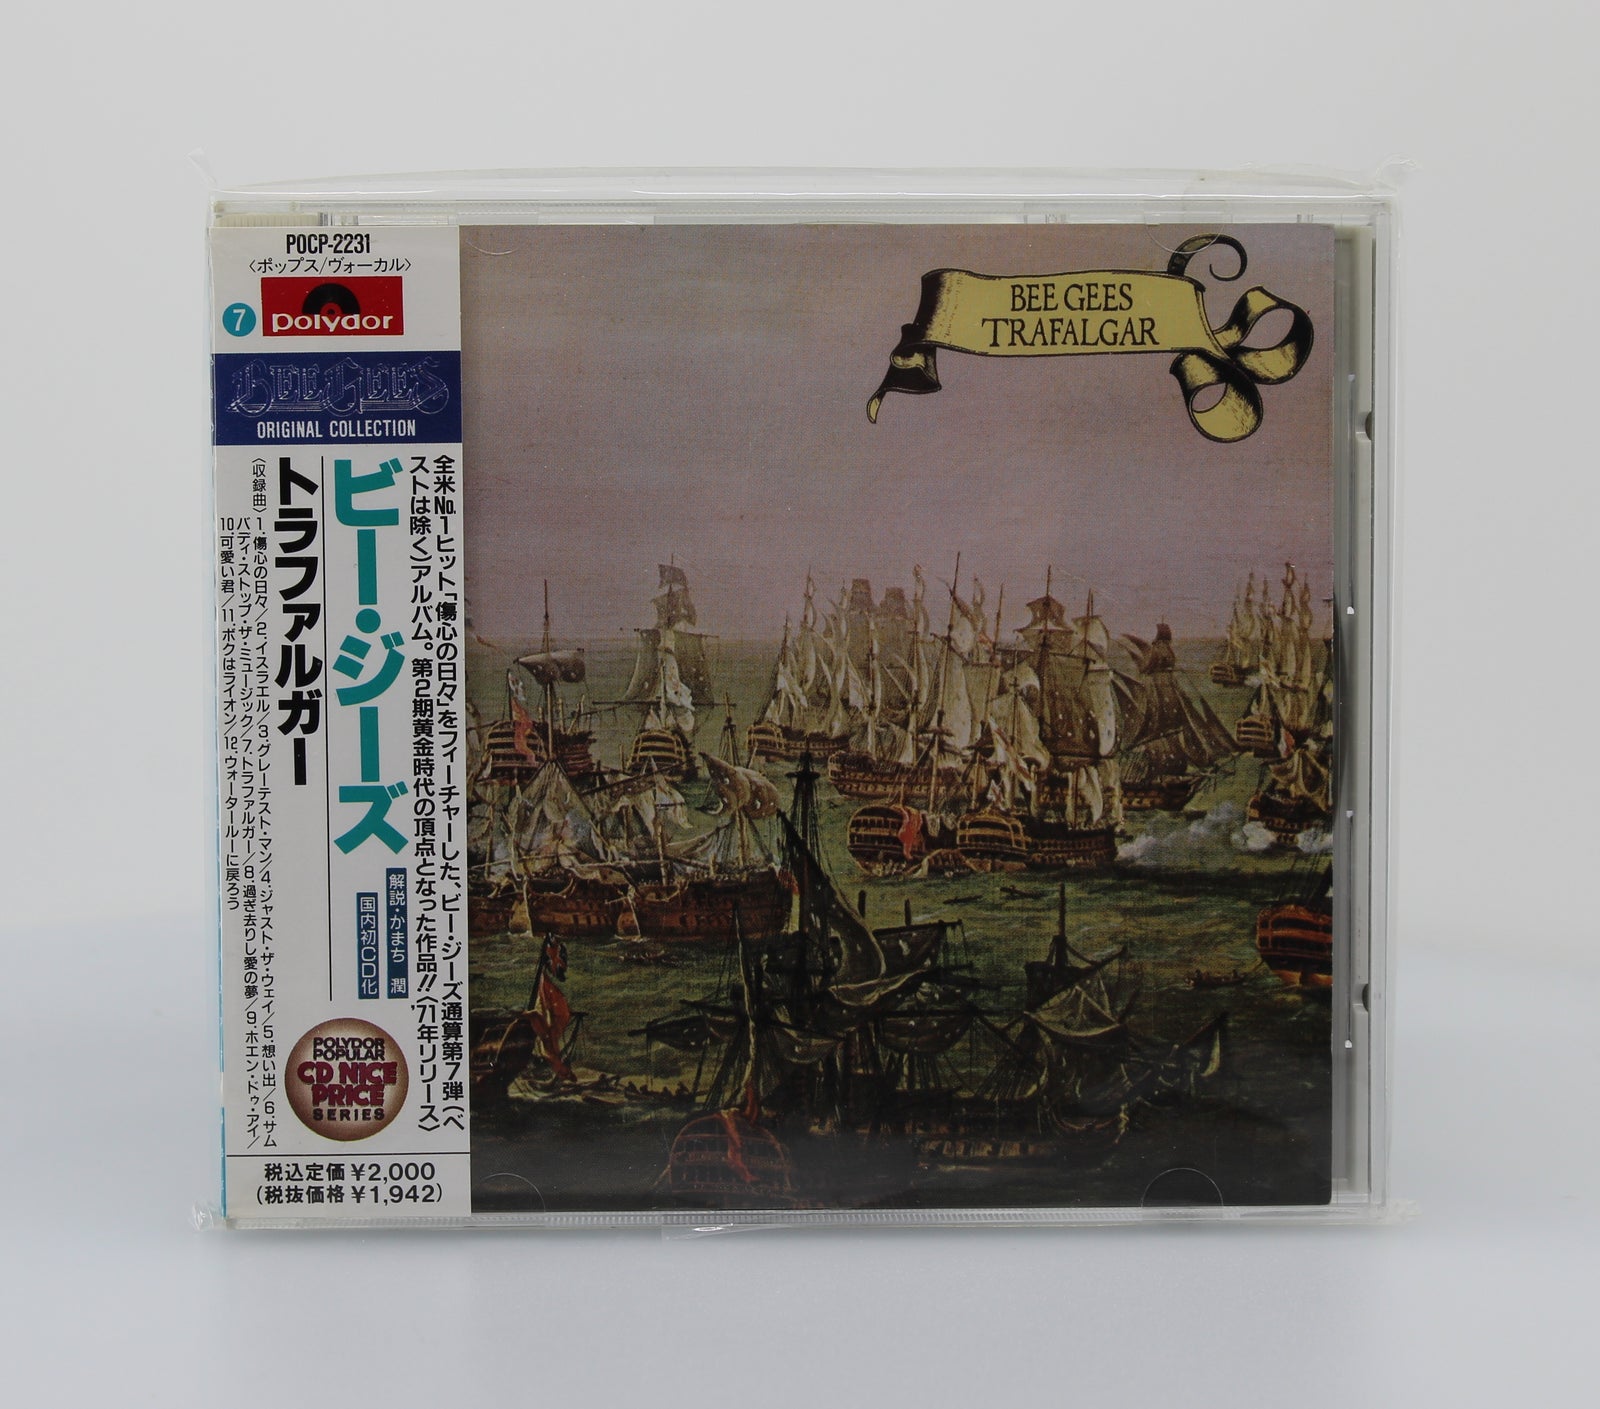 POCP-2231
〈ポップス/ヴォーカル〉
7
polydor
BEE GEES
ORIGINAL COLLECTION
全米No.1ヒット「傷心の日々」をフィーチャーした、ビー・ジーズ通算第7弾〈ベ
ストは除く〉アルバム。第2期黄金時代の頂点となった作品!!〈'71年リリース〉
ビー・ジーズ
解説・かまち 潤
国内初CD化
トラファルガー
〈収録曲〉1.傷心の日々/2.イスラエル/3.グレーテスト・マン/4.ジャスト・ザ・ウェイ/5.想い出/6.サム
バディ・ストップ・ザ・ミュージック/7.トラファルガー/8.過ぎ去りし愛の夢/9.ホエン・ドゥ・アイ/
10.可愛い君/11.ボクはライオン/12.ウォータールーに戻ろう
POLYDOR
POPULAR
CD NICE
PRICE
SERIES
税込定価¥2,000
(税抜価格¥1,942)
BEE GEES
TRAFALGAR